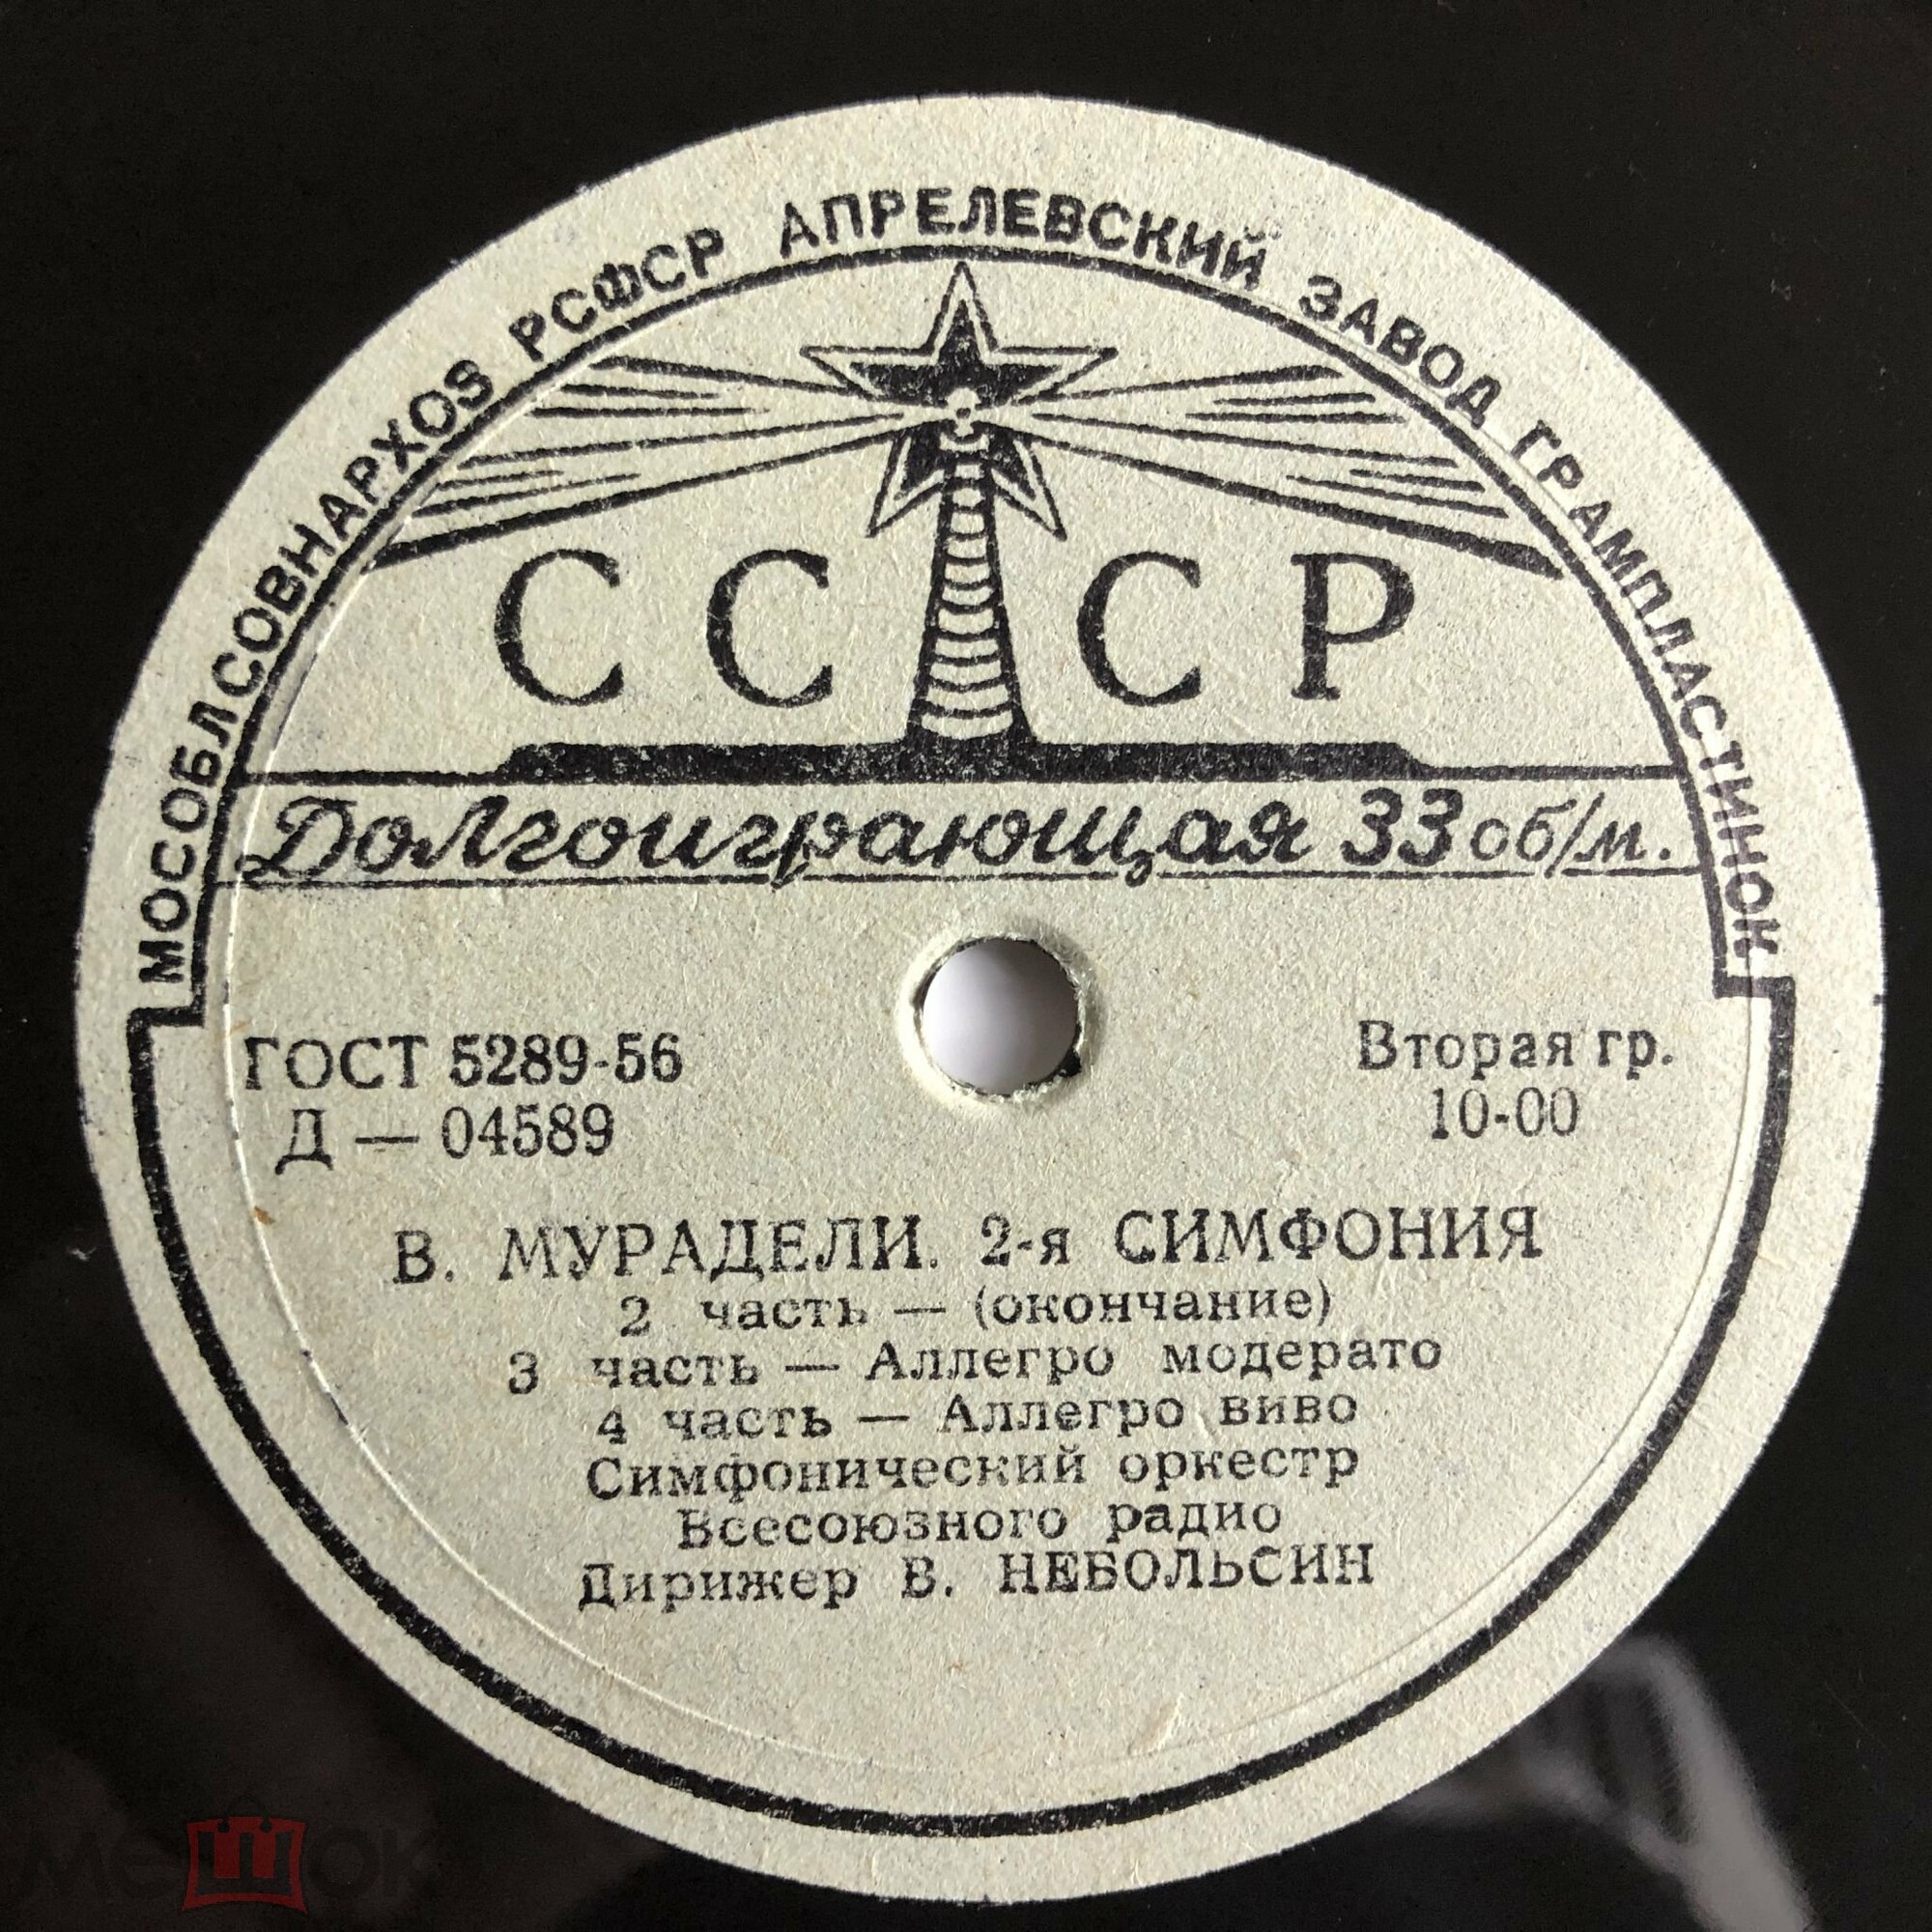 МОСОБЛСОВНАРХОЗ РСФСР АПРЕЛЕВСКИЙ ЗАВОД ГРАМПЛАСТИНОК
СССР
Долгоиграющая 33 об/м.
ГОСТ 5289-56
Д — 04589
Вторая гр.
10-00
В. МУРАДЕЛИ. 2-я СИМФОНИЯ
2 часть — (окончание)
3 часть — Аллегро модерато
4 часть — Аллегро виво
Симфонический оркестр
Всесоюзного радио
Дирижер В. НЕБОЛЬСИН
мешок